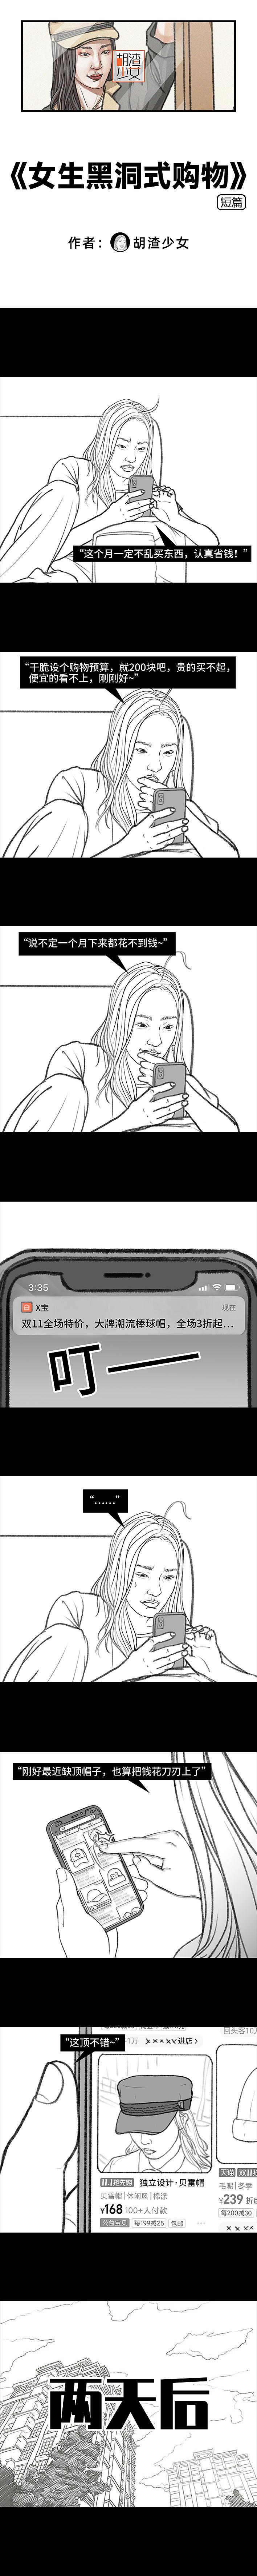 胡渣
少女
《女生黑洞式购物》
短篇
作者：胡渣少女
“这个月一定不乱买东西，认真省钱！”
“干脆设个购物预算，就200块吧，贵的买不起，
便宜的看不上，刚刚好~”
“说不定一个月下来都花不到钱~”
3:35
X宝
现在
双11全场特价，大牌潮流棒球帽，全场3折起...
叮——
“……”
“刚好最近缺顶帽子，也算把钱花刀刃上了”
“这顶不错~”
1万
进店>
回头客10
独立设计·贝雷帽
贝雷帽|休闲风|棉涤
¥168 100+人付款
公益宝贝 每199减25 包邮
天猫 双11
毛呢|冬季
¥239 折
每200减30
两天后